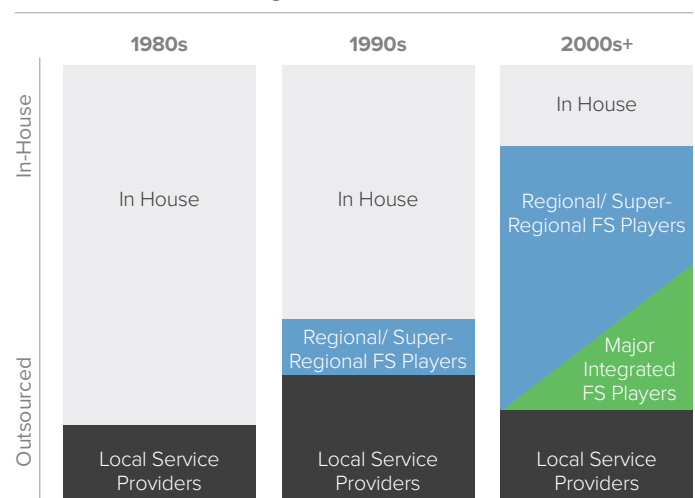 1980s
1990s
2000s+
In-House
Outsourced
In House
Local Service
Providers
In House
Regional/ Super-
Regional FS Players
Local Service
Providers
In House
Regional/ Super-
Regional FS Players
Major
Integrated
FS Players
Local Service
Providers